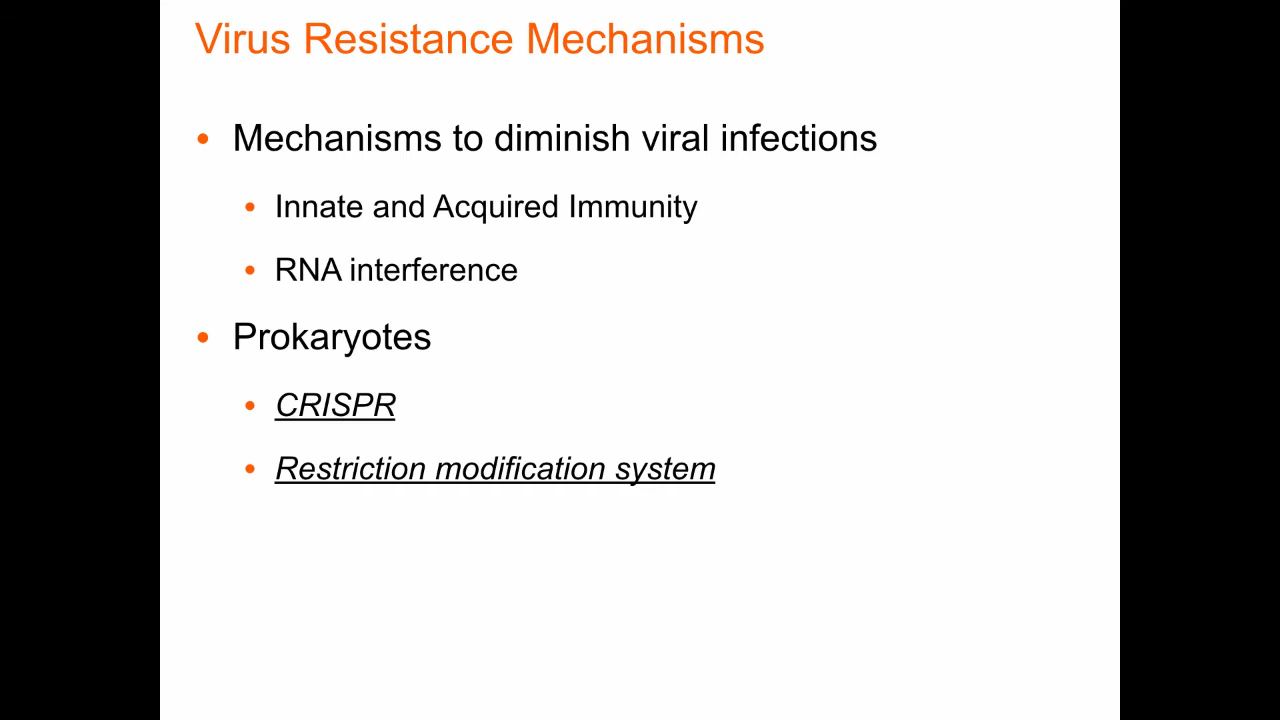 Virus Resistance Mechanisms
• Mechanisms to diminish viral infections
• Innate and Acquired Immunity
• RNA interference
• Prokaryotes
• CRISPR
• Restriction modification system